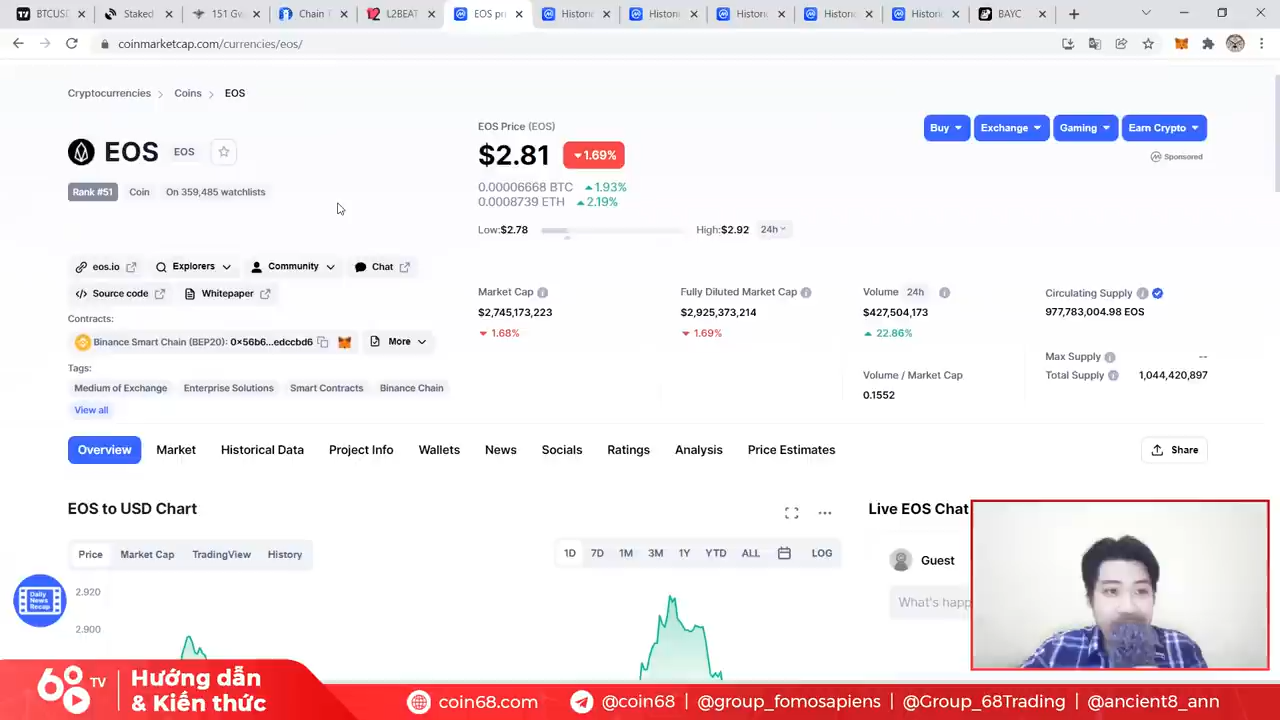 BTCUSD
Staked
151 Gw
Chain T
L2BEAT
EOS pr
Historic
Historic
Historic
Historic
Historic
BAYC
coinmarketcap.com/currencies/eos/
Cryptocurrencies > Coins > EOS
EOS EOS
Rank #51 Coin On 359,485 watchlists
EOS Price (EOS)
$2.81 1.69%
0.00006668 BTC 1.93%
0.0008739 ETH 2.19%
Low:$2.78 High:$2.92 24h
Buy Exchange Gaming Earn Crypto
Sponsored
eos.io Explorers Community Chat
Source code Whitepaper
Contracts:
Binance Smart Chain (BEP20): 0x56b6...edccbd6 More
Tags:
Medium of Exchange Enterprise Solutions Smart Contracts Binance Chain
View all
Market Cap
$2,745,173,223
1.68%
Fully Diluted Market Cap
$2,925,373,214
1.69%
Volume 24h
$427,504,173
22.86%
Volume / Market Cap
0.1552
Circulating Supply
977,783,004.98 EOS
Max Supply --
Total Supply 1,044,420,897
Overview Market Historical Data Project Info Wallets News Socials Ratings Analysis Price Estimates Share
EOS to USD Chart
Price Market Cap TradingView History
1D 7D 1M 3M 1Y YTD ALL LOG
2.920
2.900
Live EOS Chat
Guest
What's happ
Daily
News
Recap
68 TV
Hướng dẫn
& Kiến thức
coin68.com @coin68 | @group_fomosapiens | @Group_68Trading | @ancient8_ann